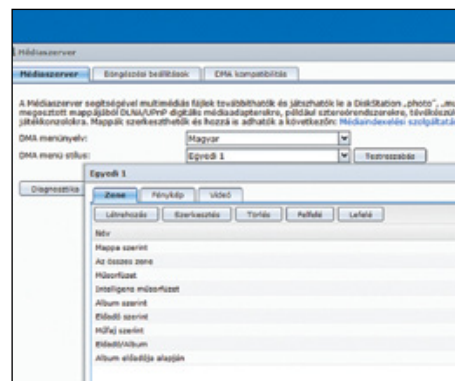 Médiaszerver
Médiaszerver Böngészési beállítások DMA kompatibilitás
A Médiaszerver segítségével multimédiás fájlok továbbíthatók és játszhatók le a DiskStation „photo”,
megosztott mappájából DLNA/UPnP digitális médiaadapterekre, például sztereórendszerekre,
játékkonzolokra. Mappák szerkeszthetők és hozzá is adhatók a következőn: Médiaindexelési
DMA menünyelv: Magyar
DMA menü stílus: Egyedi 1 Testreszabás
Diagnosztika
Egyedi 1
Zene Fénykép Videó
Létrehozás Szerkesztés Törlés Felfelé Lefelé
Név
Mappa szerint
Az összes zene
Műsorfüzet
Intelligens műsorfüzet
Album szerint
Előadó szerint
Műfaj szerint
Előadó/Album
Album előadója alapján